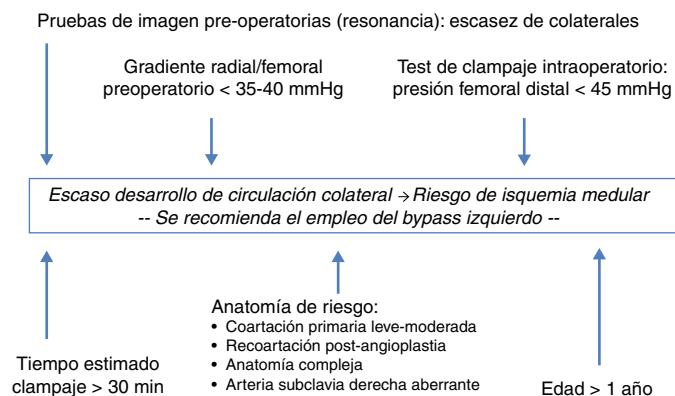 Pruebas de imagen pre-operatorias (resonancia): escasez de colaterales
Gradiente radial/femoral
preoperatorio < 35-40 mmHg
Test de clampaje intraoperatorio:
presión femoral distal < 45 mmHg
Escaso desarrollo de circulación colateral → Riesgo de isquemia medular
-- Se recomienda el empleo del bypass izquierdo --
Tiempo estimado
clampaje > 30 min
Anatomía de riesgo:
• Coartación primaria leve-moderada
• Recoartación post-angioplastia
• Anatomía compleja
• Arteria subclavia derecha aberrante
Edad > 1 año